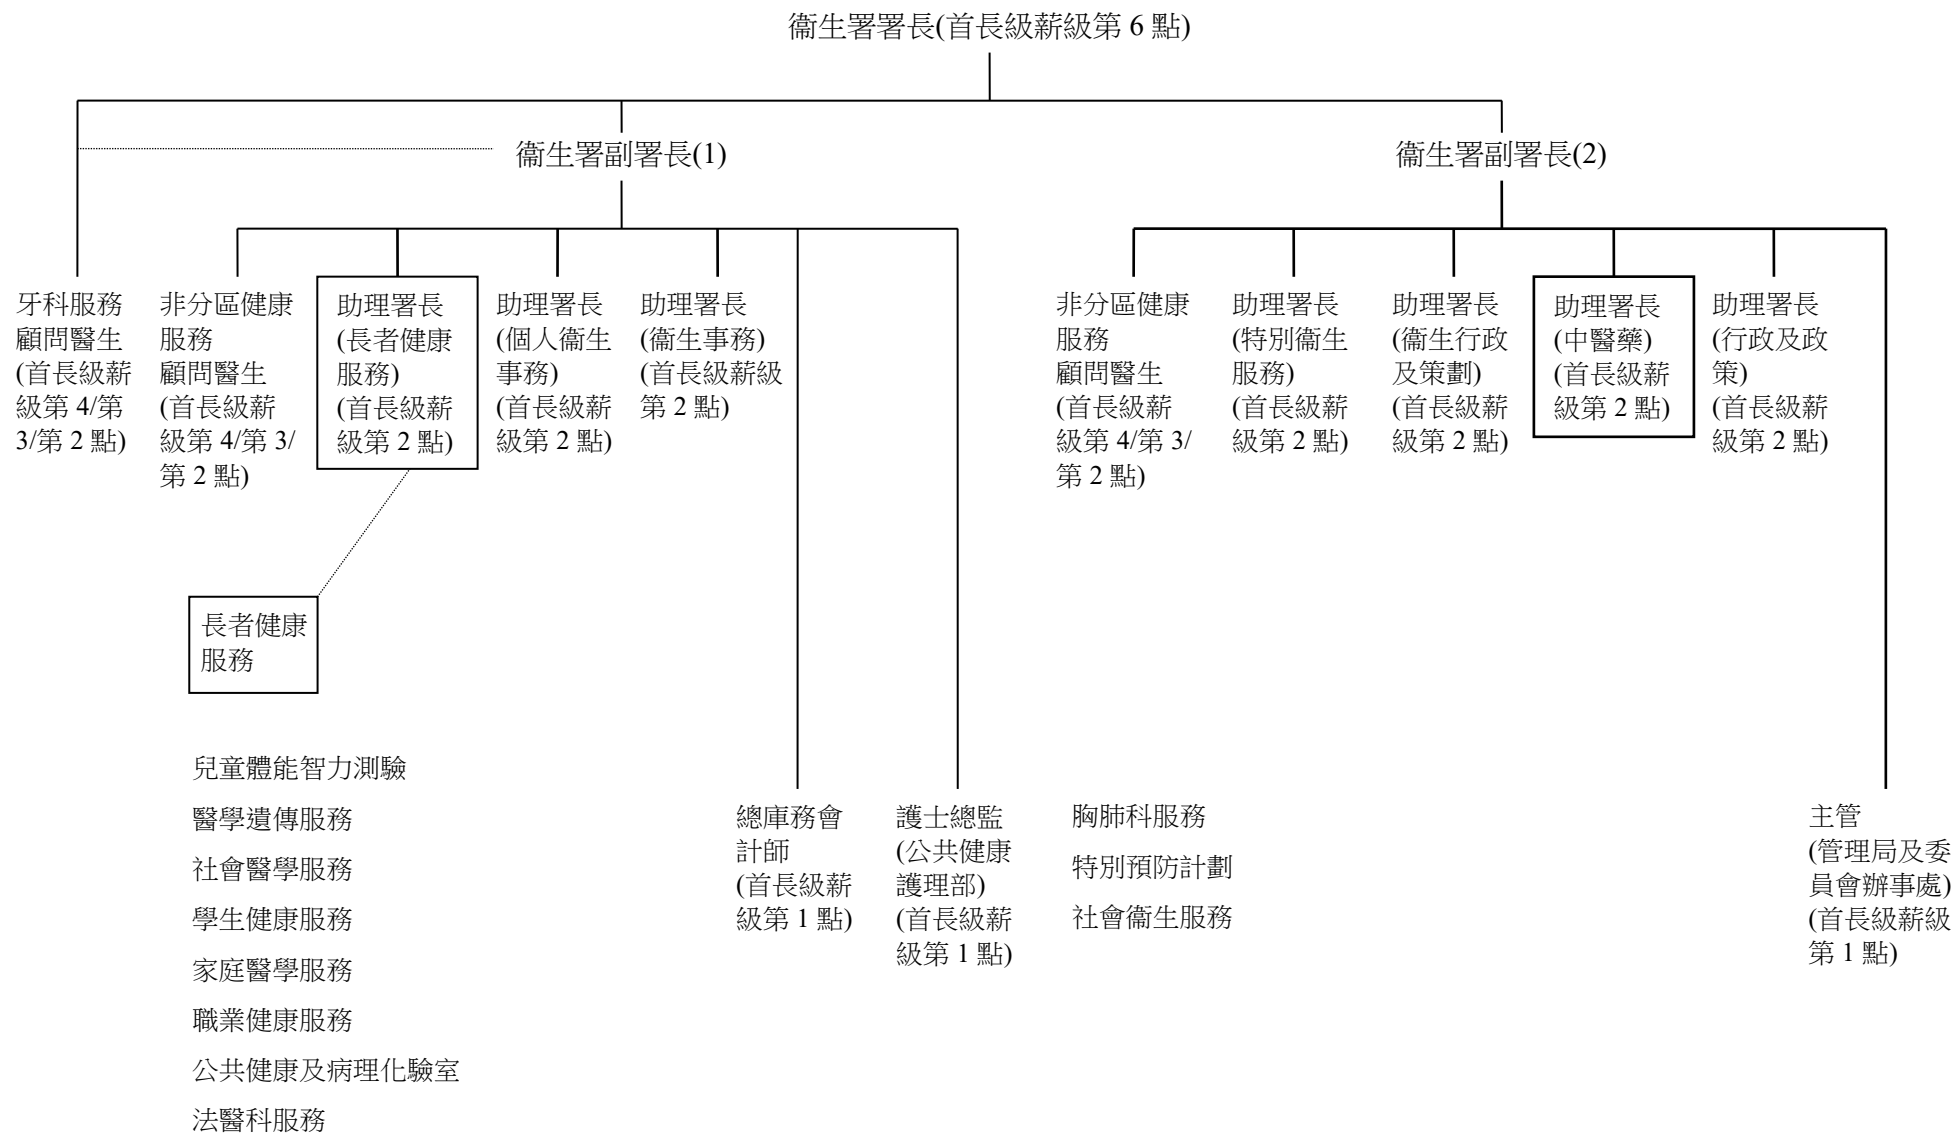 衞生署署長(首長級薪級第 6 點)
衞生署副署長(1)
衞生署副署長(2)
牙科服務
顧問醫生
(首長級薪
級第 4/第
3/第 2 點)
非分區健康
服務
顧問醫生
(首長級薪
級第 4/第 3/
第 2 點)
助理署長
(長者健康
服務)
(首長級薪
級第 2 點)
助理署長
(個人衞生
事務)
(首長級薪
級第 2 點)
助理署長
(衞生事務)
(首長級薪級
第 2 點)
非分區健康
服務
顧問醫生
(首長級薪
級第 4/第 3/
第 2 點)
助理署長
(特別衞生
服務)
(首長級薪
級第 2 點)
助理署長
(衞生行政
及策劃)
(首長級薪
級第 2 點)
助理署長
(中醫藥)
(首長級薪
級第 2 點)
助理署長
(行政及政
策)
(首長級薪
級第 2 點)
長者健康
服務
兒童體能智力測驗
醫學遺傳服務
社會醫學服務
學生健康服務
家庭醫學服務
職業健康服務
公共健康及病理化驗室
法醫科服務
總庫務會
計師
(首長級薪
級第 1 點)
護士總監
(公共健康
護理部)
(首長級薪
級第 1 點)
胸肺科服務
特別預防計劃
社會衞生服務
主管
(管理局及委
員會辦事處)
(首長級薪級
第 1 點)